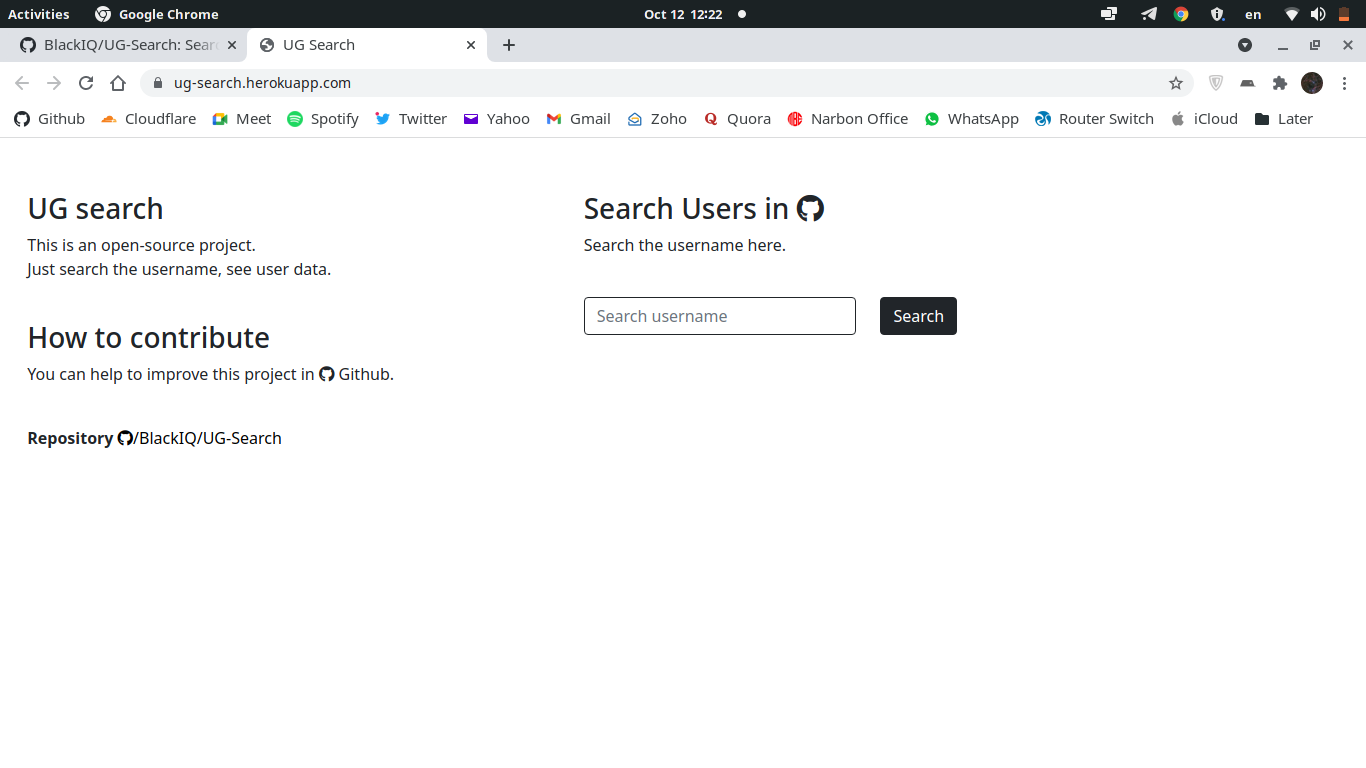 Activities Google Chrome Oct 12 12:22 en
BlackIQ/UG-Search: Sear UG Search
ug-search.herokuapp.com
Github Cloudflare Meet Spotify Twitter Yahoo Gmail Zoho Quora Narbon Office WhatsApp Router Switch iCloud Later
UG search
This is an open-source project.
Just search the username, see user data.
How to contribute
You can help to improve this project in Github.
Repository /BlackIQ/UG-Search
Search Users in
Search the username here.
Search username Search